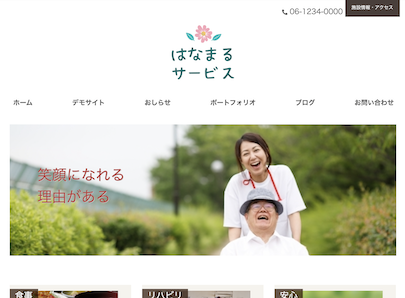 06-1234-0000
施設情報・アクセス
はなまる
サービス
ホーム
デモサイト
おしらせ
ポートフォリオ
ブログ
お問い合わせ
笑顔になれる
理由がある
食事
リハビリ
安心